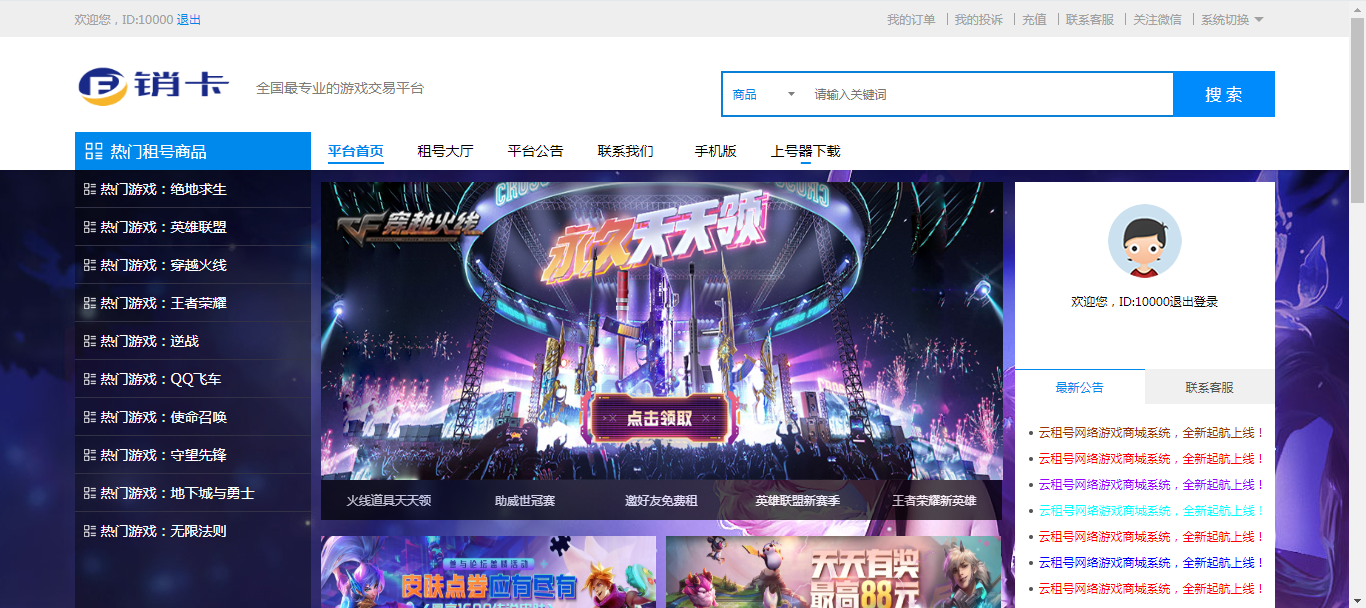 欢迎您，ID:10000 退出
我的订单 我的投诉 充值 联系客服 关注微信 系统切换
销卡 全国最专业的游戏交易平台
商品 请输入关键词 搜 索
热门租号商品 平台首页 租号大厅 平台公告 联系我们 手机版 上号器下载
热门游戏：绝地求生
热门游戏：英雄联盟
热门游戏：穿越火线
热门游戏：王者荣耀
热门游戏：逆战
热门游戏：QQ飞车
热门游戏：使命召唤
热门游戏：守望先锋
热门游戏：地下城与勇士
热门游戏：无限法则
CF 穿越火线
永久天天领
点击领取
火线道具天天领 助威世冠赛 邀好友免费租 英雄联盟新赛季 王者荣耀新英雄
参与论坛签精活动
皮肤点券应有尽有
天天有奖
最高88元
欢迎您，ID:10000退出登录
最新公告 联系客服
云租号网络游戏商城系统，全新起航上线！
云租号网络游戏商城系统，全新起航上线！
云租号网络游戏商城系统，全新起航上线！
云租号网络游戏商城系统，全新起航上线！
云租号网络游戏商城系统，全新起航上线！
云租号网络游戏商城系统，全新起航上线！
云租号网络游戏商城系统，全新起航上线！